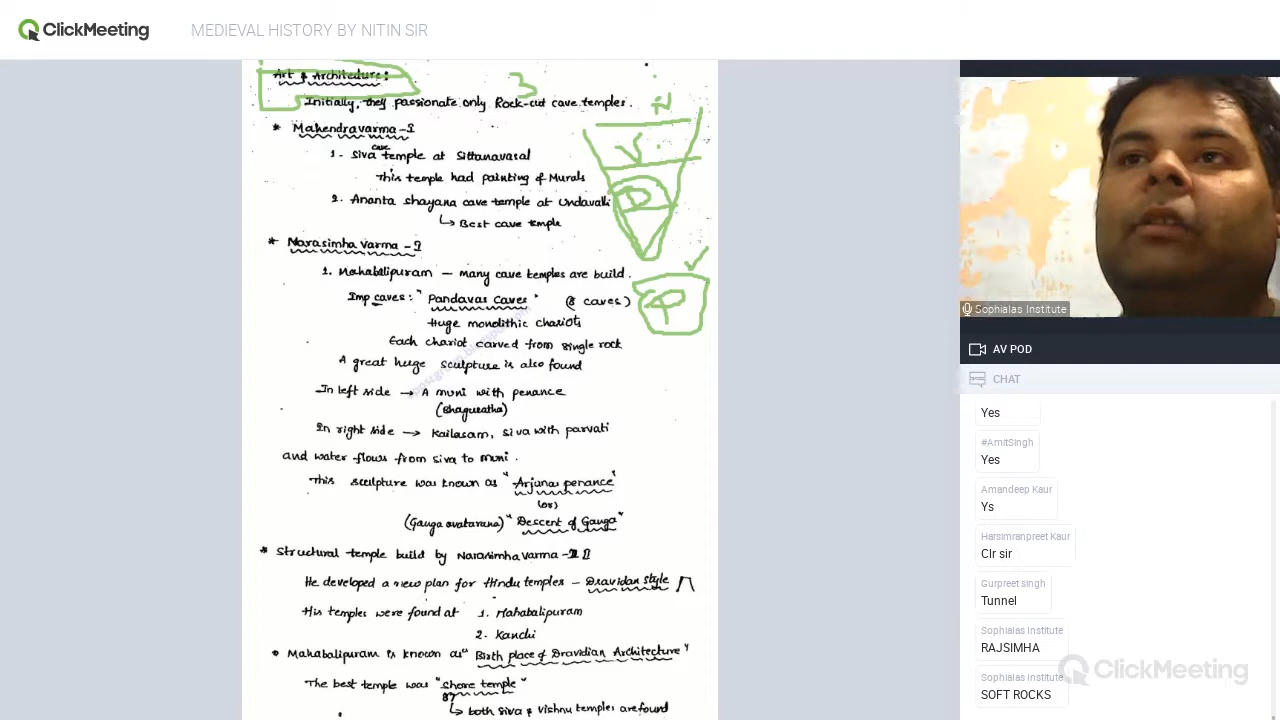 ClickMeeting
MEDIEVAL HISTORY BY NITIN SIR
Art & Architecture:
3
Initially, they passionate only Rock-cut cave temples.
N
* Mahendravarma-I
1. Siva cave temple at Sittanavasal
V
This temple had painting of Murals
2. Ananta shayana cave temple at Undavalli
↳ Best cave temple
* Narasimha varma-I
1. Mahabalipuram — many cave temples are build.
Imp caves: "Pandavas Caves" (8 caves)
P
Huge monolithic chariots
Each chariot carved from single rock
A great huge sculpture is also found
In left side → A muni with penance
(Bhaguratha)
In right side → Kailasam, Siva with parvati
and water flows from siva to muni.
This sculpture was known as "Arjunas penance"
(or)
(Ganga avatarana) "Descent of Ganga"
* Structural temple build by Narasimha Varma-II
He developed a new plan for Hindu temples - Dravidan style
His temples were found at 1. Mahabalipuram
2. Kanchi
• Mahabalipuram is known as "Birth place of Dravidian Architecture"
The best temple was "Shore temple"
↳ both Siva & Vishnu temples are found
Sophialas Institute
AV POD
CHAT
Yes
#AmitSingh
Yes
Amandeep Kaur
Ys
Harsimranpreet Kaur
Clr sir
Gurpreet singh
Tunnel
Sophialas Institute
RAJSIMHA
Sophialas Institute
SOFT ROCKS
ClickMeeting